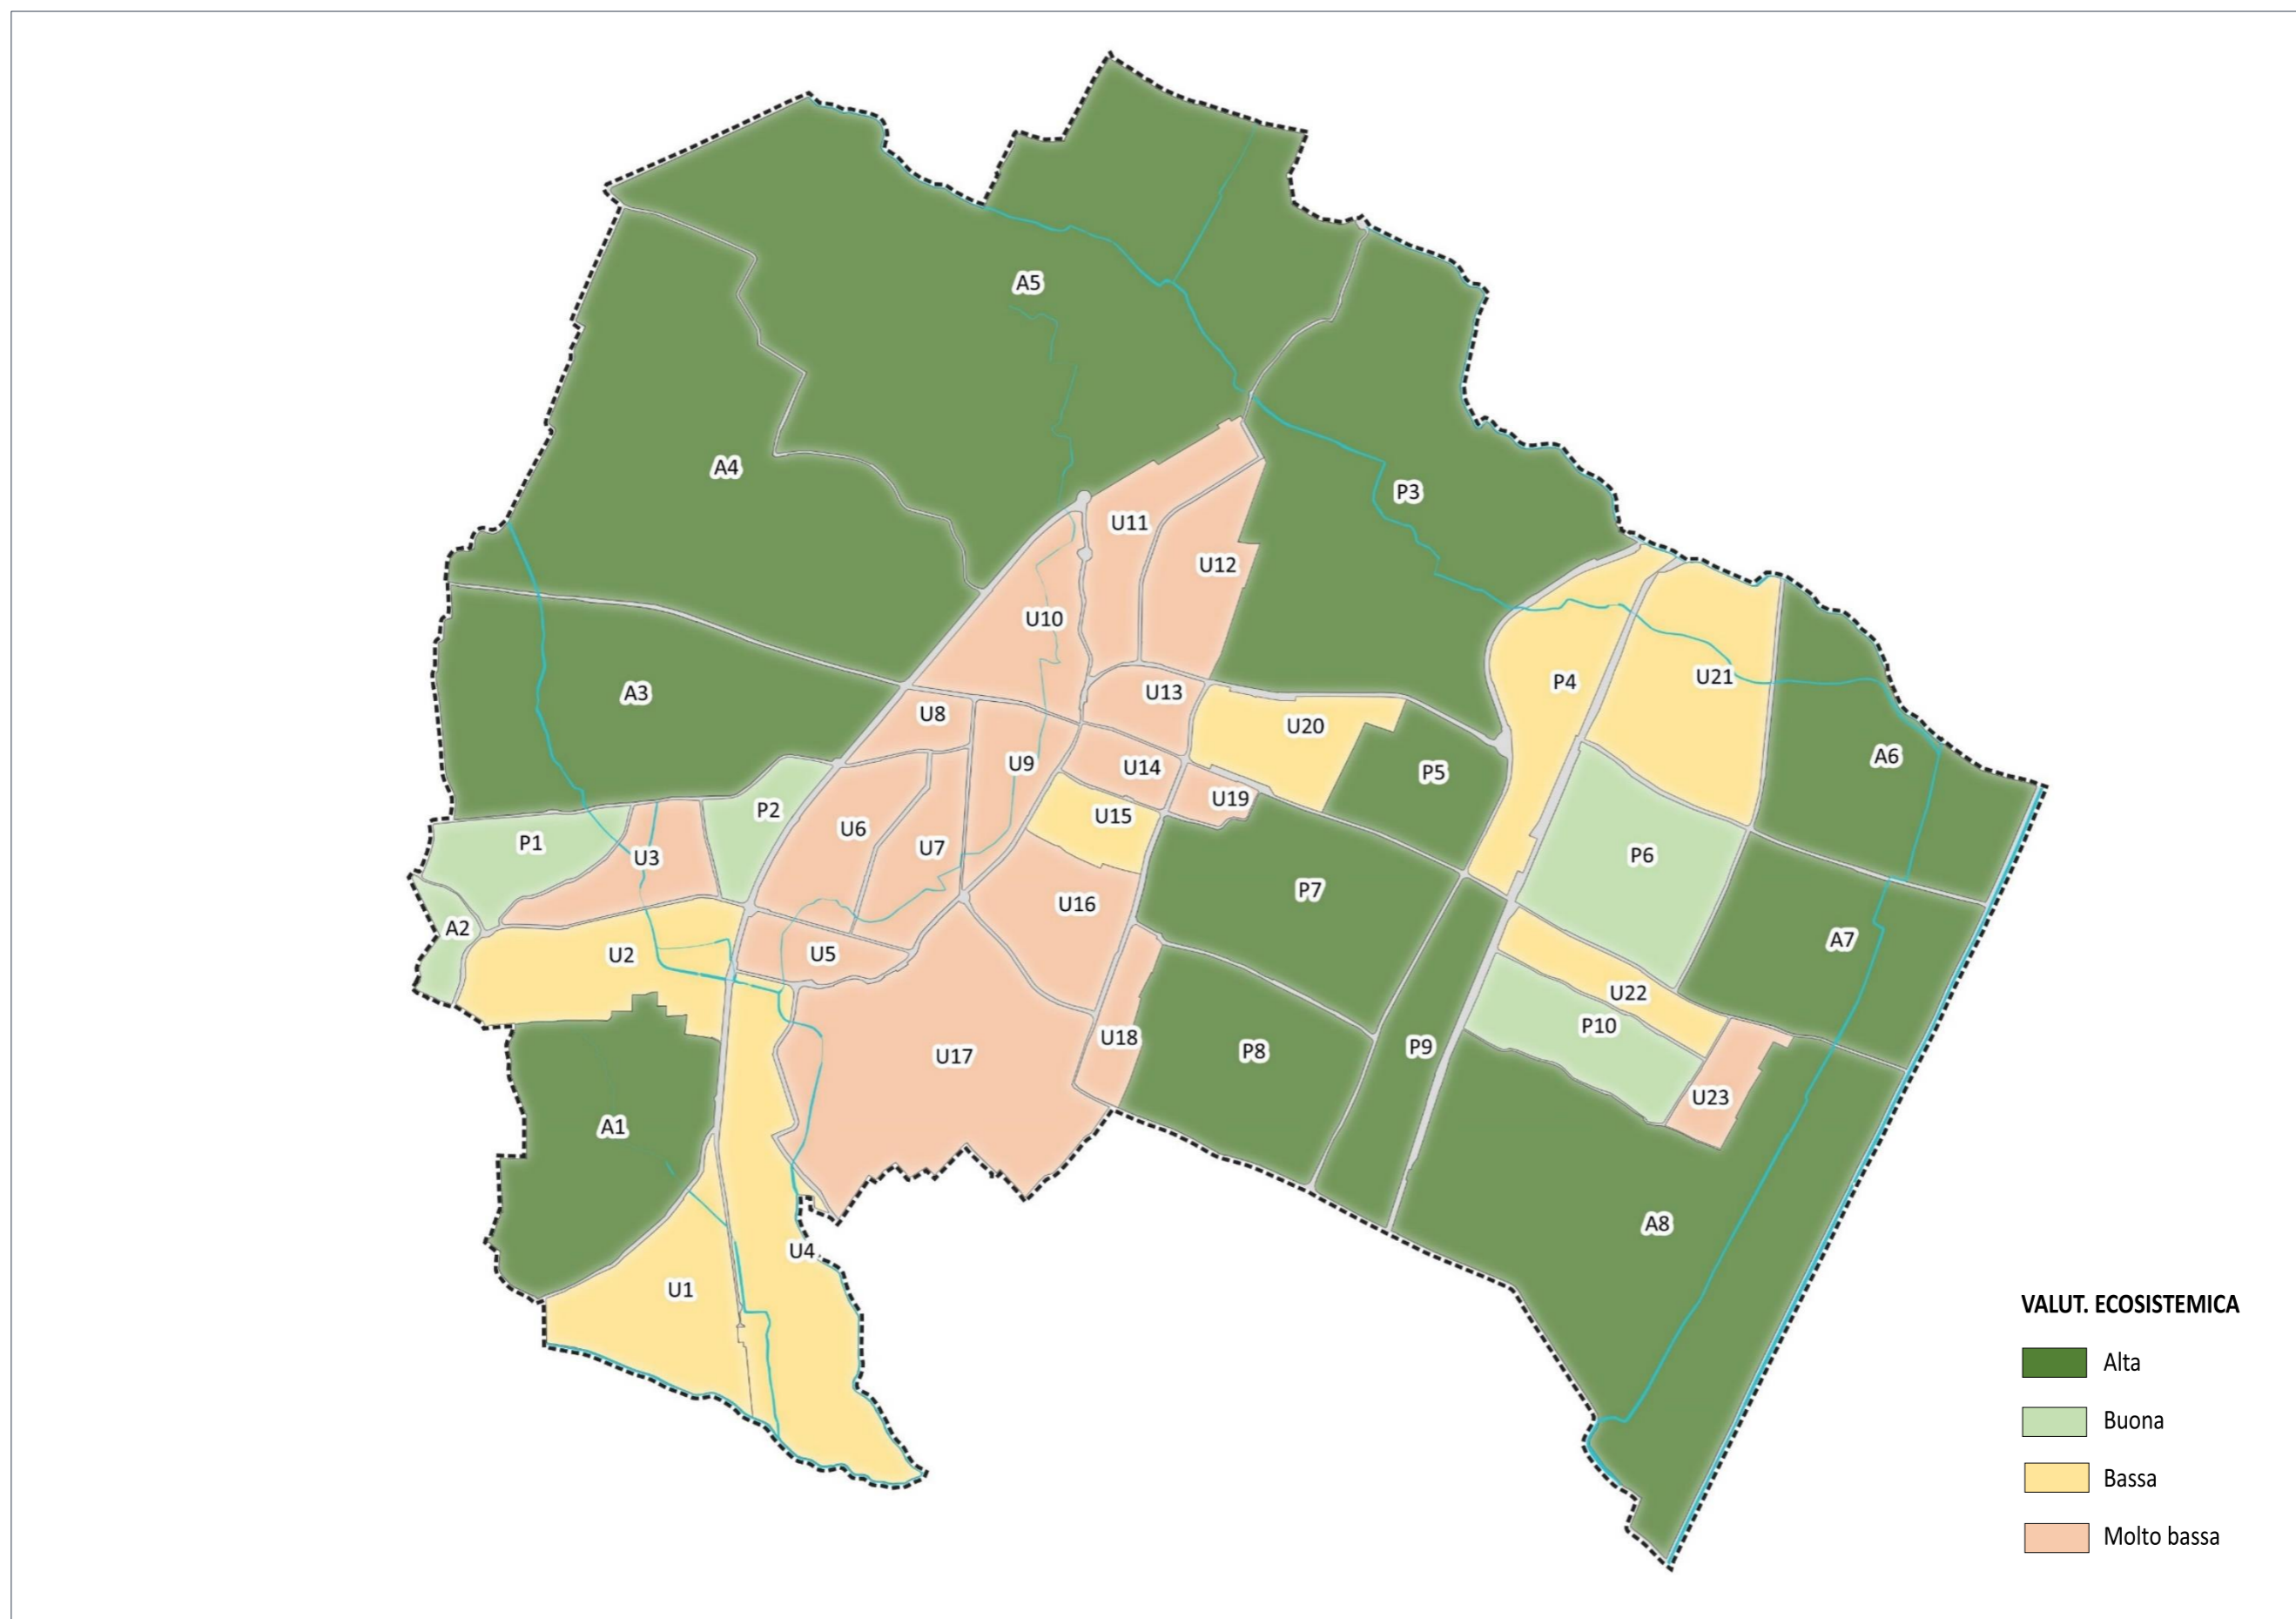 A5
A4
P3
U11
U12
U10
A3
P4
U21
U13
U8
U20
A6
U9
U14
P5
U19
P2
U15
U6
P1
U7
P6
U3
P7
U16
A2
A7
U5
U2
U22
P10
U18
P9
P8
U17
U23
A1
A8
U4
U1
VALUT. ECOSISTEMICA
Alta
Buona
Bassa
Molto bassa